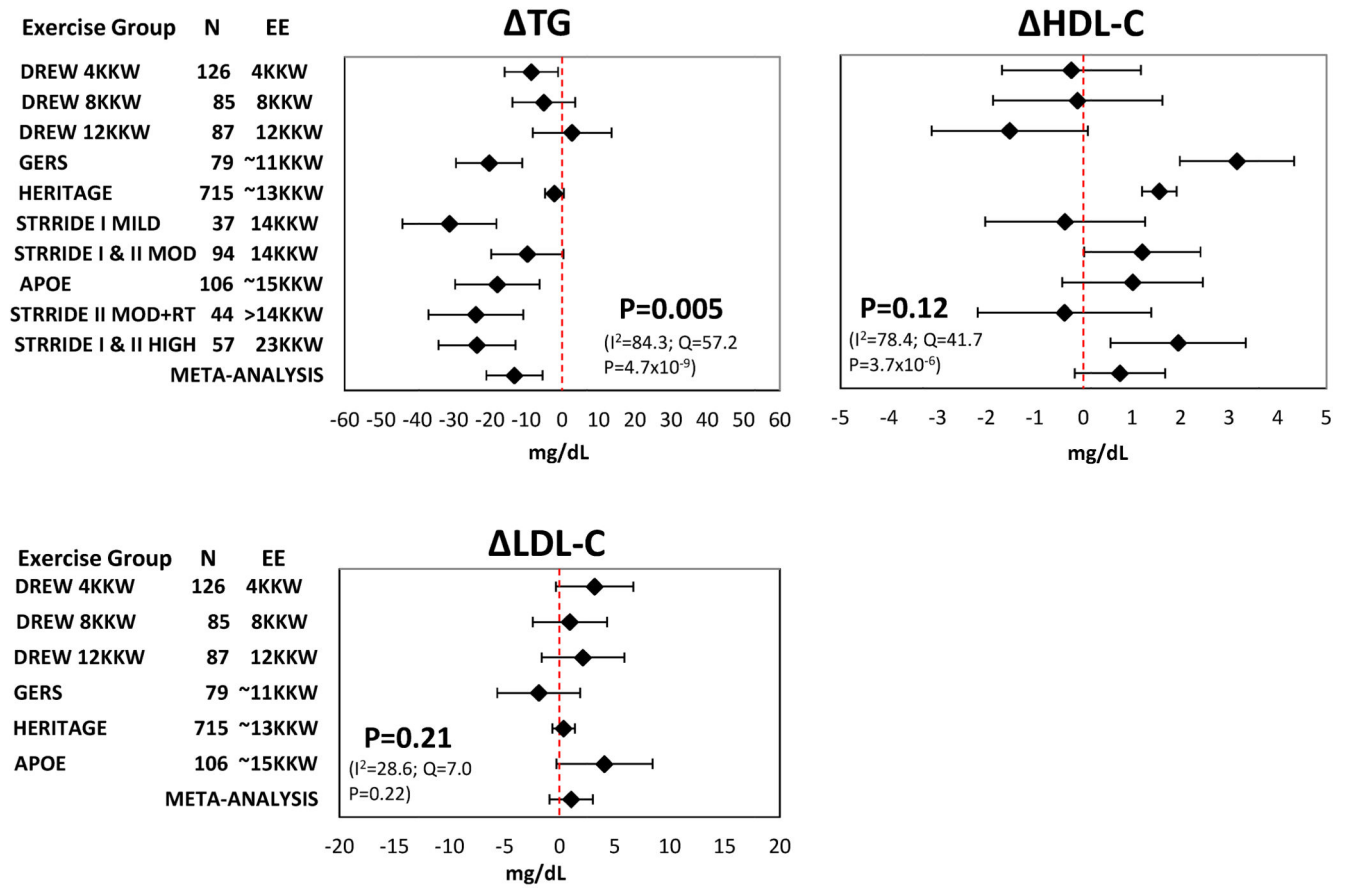 ΔTG
ΔHDL-C
Exercise Group N EE
DREW 4KKW 126 4KKW
DREW 8KKW 85 8KKW
DREW 12KKW 87 12KKW
GERS 79 ~11KKW
HERITAGE 715 ~13KKW
STRRIDE I MILD 37 14KKW
STRRIDE I & II MOD 94 14KKW
APOE 106 ~15KKW
STRRIDE II MOD+RT 44 >14KKW
STRRIDE I & II HIGH 57 23KKW
META-ANALYSIS
P=0.005
(I²=84.3; Q=57.2
P=4.7x10⁻⁹)
-60 -50 -40 -30 -20 -10 0 10 20 30 40 50 60
mg/dL
P=0.12
(I²=78.4; Q=41.7
P=3.7x10⁻⁶)
-5 -4 -3 -2 -1 0 1 2 3 4 5
mg/dL
ΔLDL-C
Exercise Group N EE
DREW 4KKW 126 4KKW
DREW 8KKW 85 8KKW
DREW 12KKW 87 12KKW
GERS 79 ~11KKW
HERITAGE 715 ~13KKW
APOE 106 ~15KKW
META-ANALYSIS
P=0.21
(I²=28.6; Q=7.0
P=0.22)
-20 -15 -10 -5 0 5 10 15 20
mg/dL